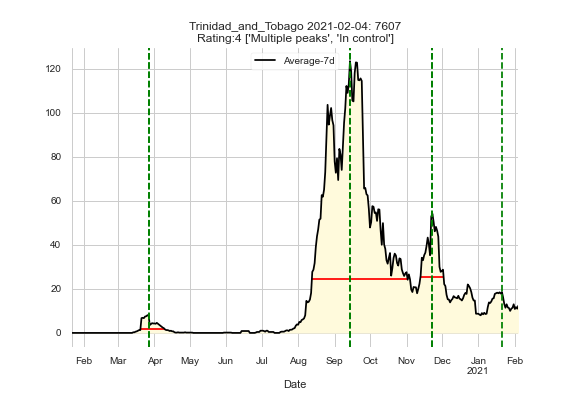 Trinidad_and_Tobago 2021-02-04: 7607
Rating:4 ['Multiple peaks', 'In control']
Average-7d
120
100
80
60
40
20
0
Feb Mar Apr May Jun Jul Aug Sep Oct Nov Dec Jan Feb
2021
Date